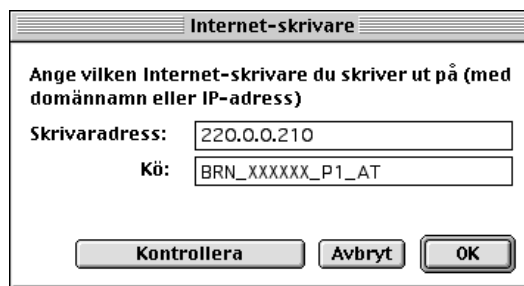 Internet-skrivare
Ange vilken Internet-skrivare du skriver ut på (med
domännamn eller IP-adress)
Skrivaradress: 220.0.0.210
Kö: BRN_XXXXXX_P1_AT
Kontrollera Avbryt OK